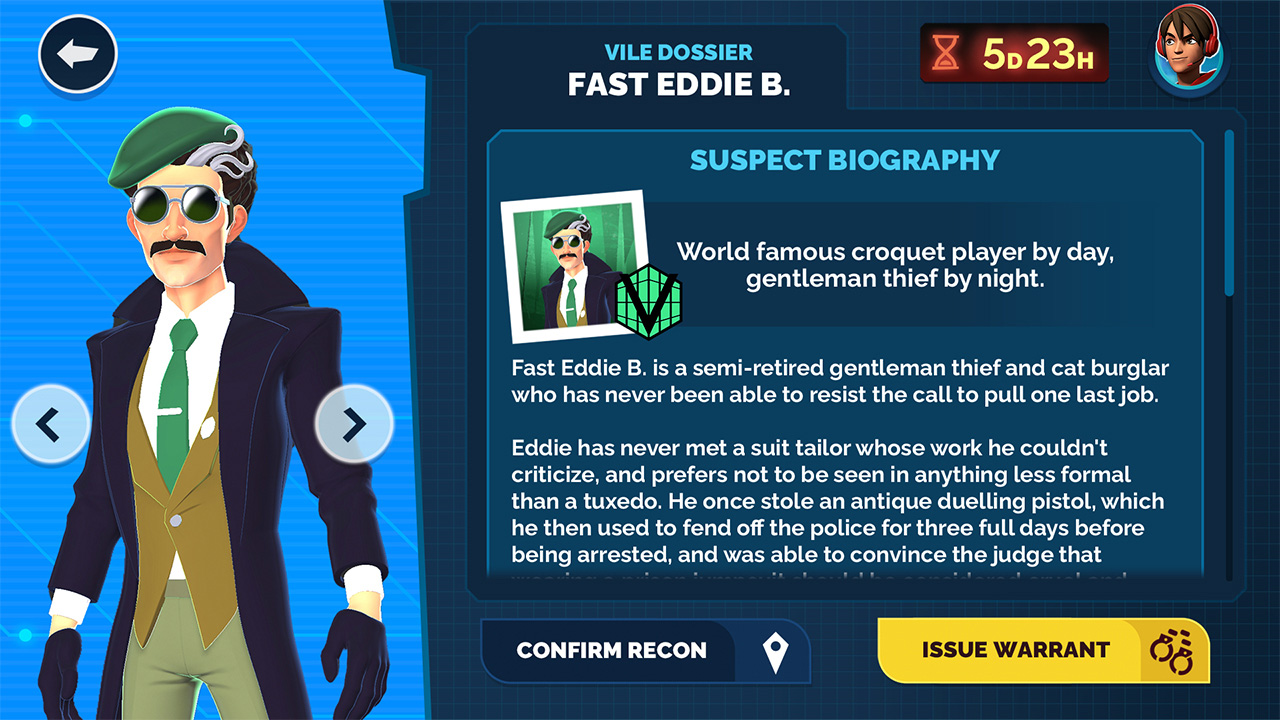 VILE DOSSIER
FAST EDDIE B.
5D 23H
SUSPECT BIOGRAPHY
World famous croquet player by day,
gentleman thief by night.
V
Fast Eddie B. is a semi-retired gentleman thief and cat burglar
who has never been able to resist the call to pull one last job.
Eddie has never met a suit tailor whose work he couldn't
criticize, and prefers not to be seen in anything less formal
than a tuxedo. He once stole an antique duelling pistol, which
he then used to fend off the police for three full days before
being arrested, and was able to convince the judge that
CONFIRM RECON
ISSUE WARRANT